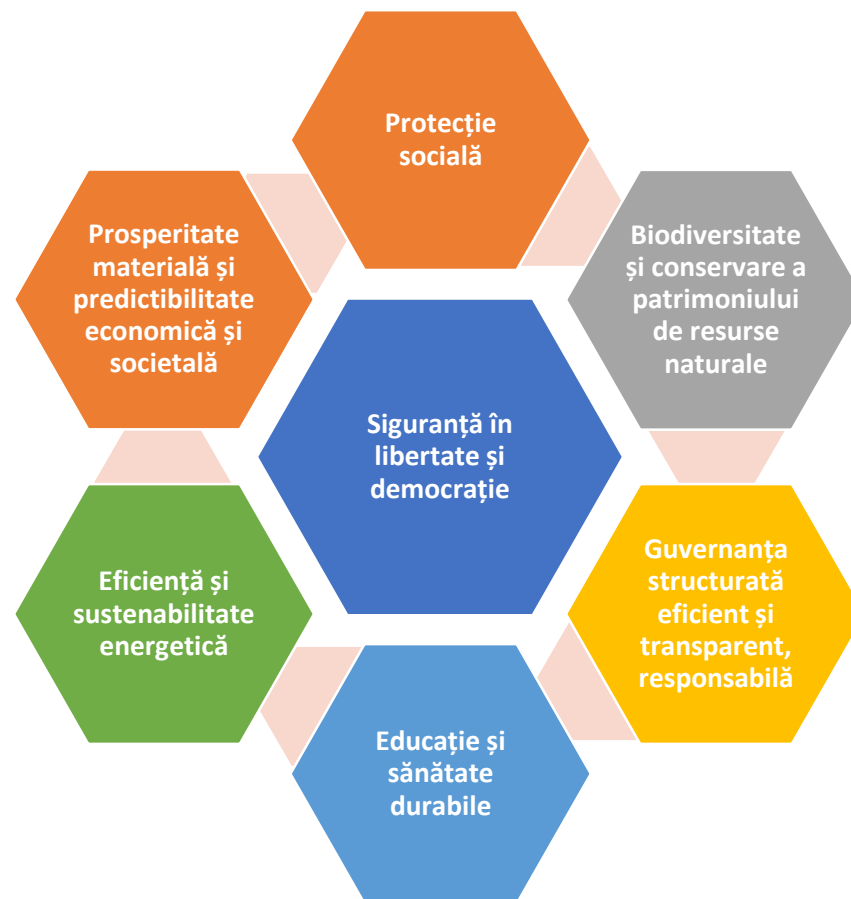 Protecție
socială
Prosperitate
materială și
predictibilitate
economică și
societală
Biodiversitate
și conservare a
patrimoniului
de resurse
naturale
Siguranță în
libertate și
democrație
Eficiență și
sustenabilitate
energetică
Guvernanța
structurată
eficient și
transparent,
responsabilă
Educație și
sănătate
durabile